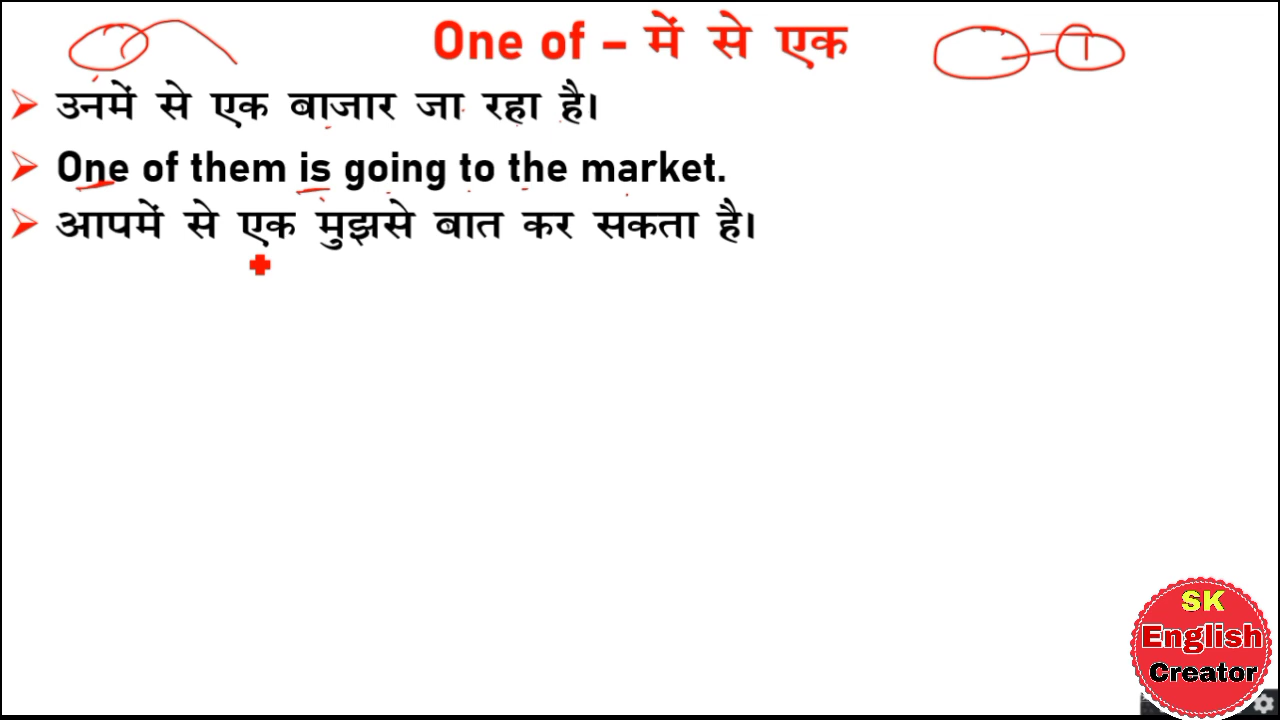 One of – में से एक
उनमें से एक बाजार जा रहा है।
One of them is going to the market.
आपमें से एक मुझसे बात कर सकता है।
SK
English
Creator